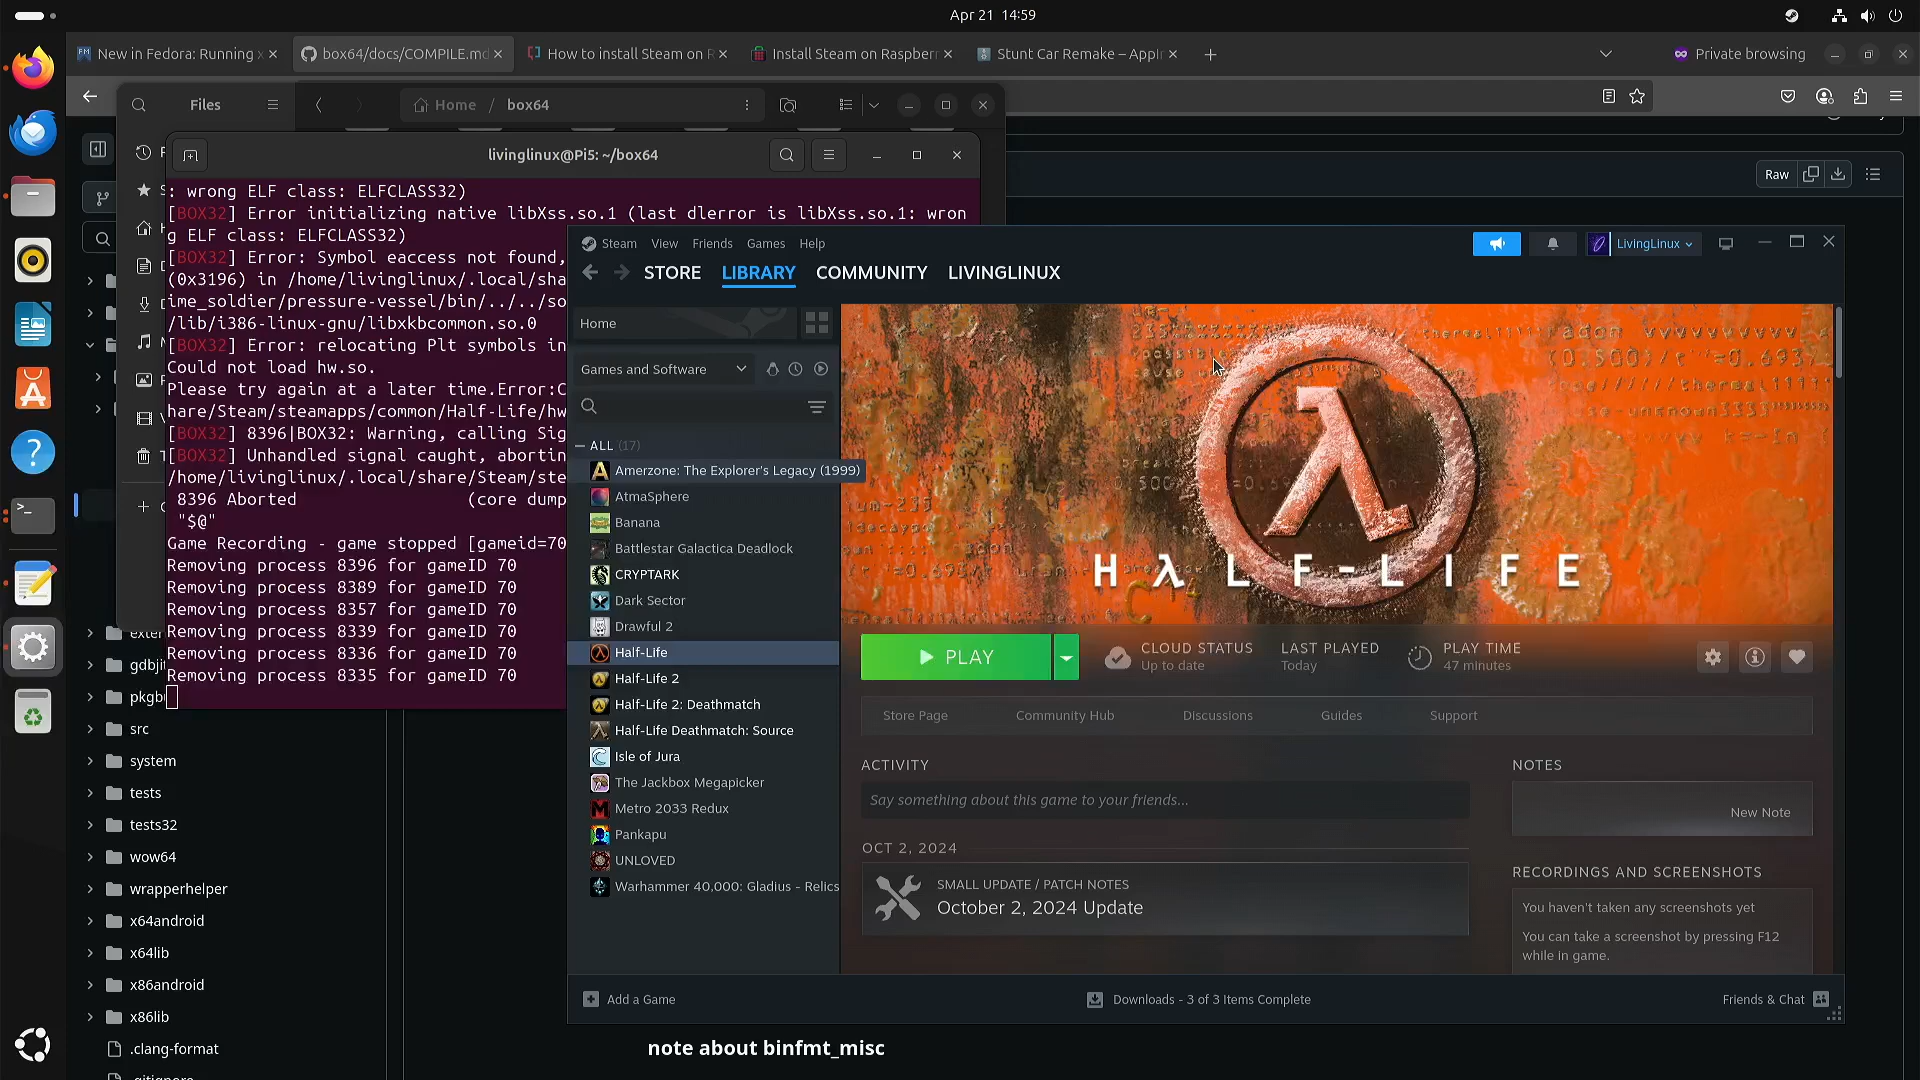 Apr 21 14:59
New in Fedora: Running x
box64/docs/COMPILE.md
How to install Steam on R
Install Steam on Raspberr
Stunt Car Remake – AppI
Private browsing
Files
Home / box64
livinglinux@Pi5: ~/box64
Raw
: wrong ELF class: ELFCLASS32)
[BOX32] Error initializing native libXss.so.1 (last dlerror is libXss.so.1: wron
g ELF class: ELFCLASS32)
[BOX32] Error: Symbol eaccess not found,
(0x3196) in /home/livinglinux/.local/sha
ime_soldier/pressure-vessel/bin/../../so
/lib/i386-linux-gnu/libxkbcommon.so.0
[BOX32] Error: relocating Plt symbols in
Could not load hw.so.
Please try again at a later time.Error:C
hare/Steam/steamapps/common/Half-Life/hw
[BOX32] 8396|BOX32: Warning, calling Sig
[BOX32] Unhandled signal caught, abortin
/home/livinglinux/.local/share/Steam/ste
8396 Aborted (core dump
"$@"
Game Recording - game stopped [gameid=70
Removing process 8396 for gameID 70
Removing process 8389 for gameID 70
Removing process 8357 for gameID 70
Removing process 8339 for gameID 70
Removing process 8336 for gameID 70
Removing process 8335 for gameID 70
Steam View Friends Games Help
LivingLinux
STORE LIBRARY COMMUNITY LIVINGLINUX
Home
Games and Software
ALL (17)
Amerzone: The Explorer's Legacy (1999)
AtmaSphere
Banana
Battlestar Galactica Deadlock
CRYPTARK
Dark Sector
Drawful 2
Half-Life
Half-Life 2
Half-Life 2: Deathmatch
Half-Life Deathmatch: Source
Isle of Jura
The Jackbox Megapicker
Metro 2033 Redux
Pankapu
UNLOVED
Warhammer 40,000: Gladius - Relics
HλLF-LIFE
PLAY
CLOUD STATUS
Up to date
LAST PLAYED
Today
PLAY TIME
47 minutes
Store Page
Community Hub
Discussions
Guides
Support
ACTIVITY
Say something about this game to your friends...
OCT 2, 2024
SMALL UPDATE / PATCH NOTES
October 2, 2024 Update
NOTES
New Note
RECORDINGS AND SCREENSHOTS
You haven't taken any screenshots yet
You can take a screenshot by pressing F12
while in game.
Add a Game
Downloads - 3 of 3 Items Complete
Friends & Chat
exter
gdbjit
pkgb
src
system
tests
tests32
wow64
wrapperhelper
x64android
x64lib
x86android
x86lib
.clang-format
note about binfmt_misc